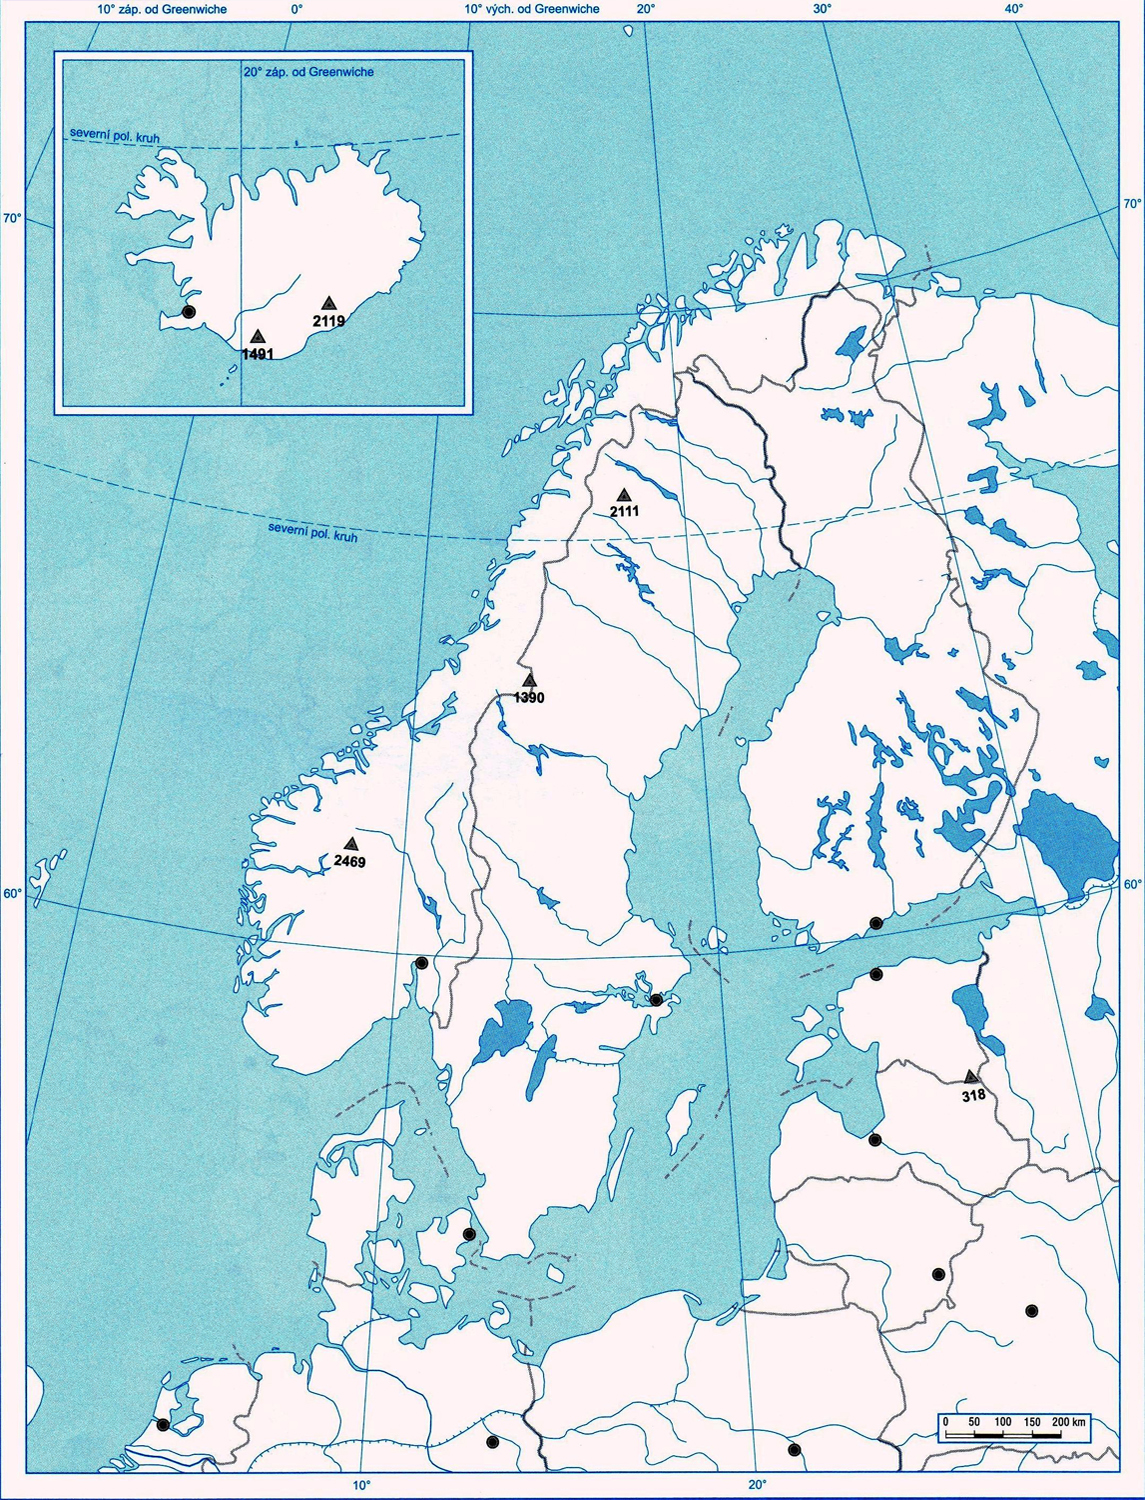 10° záp. od Greenwiche
0°
10° vých. od Greenwiche
20°
30°
40°
20° záp. od Greenwiche
severní pol. kruh
70°
70°
2119
1491
2111
severní pol. kruh
1390
2469
60°
60°
318
0 50 100 150 200 km
10°
20°